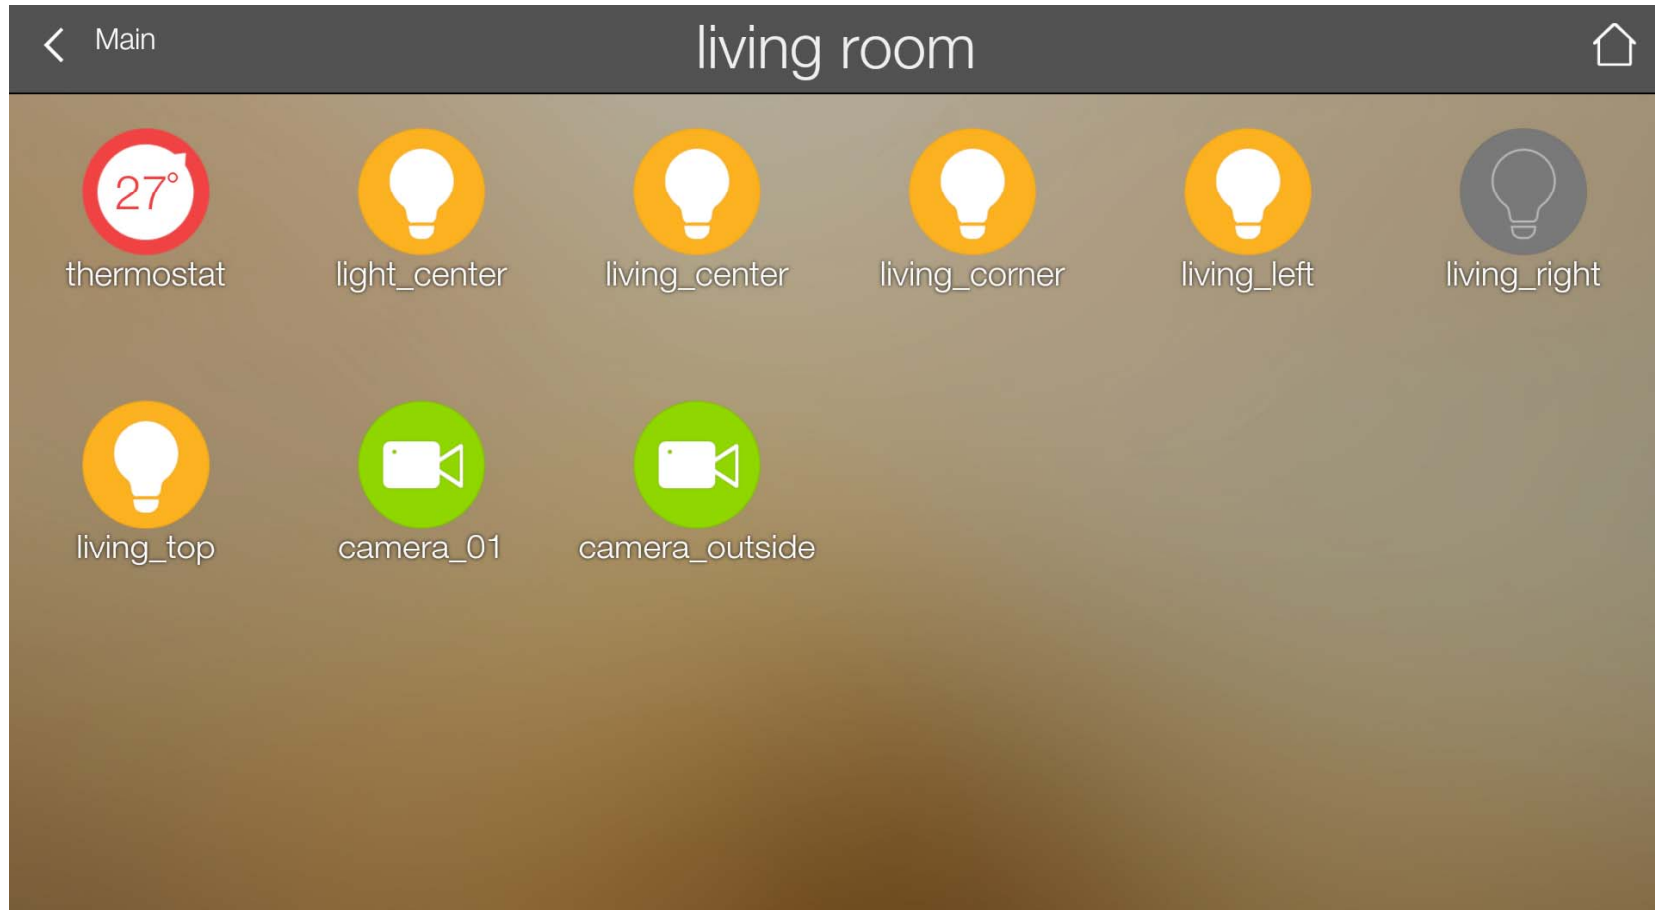 Main
living room
27°
thermostat
light_center
living_center
living_corner
living_left
living_right
living_top
camera_01
camera_outside